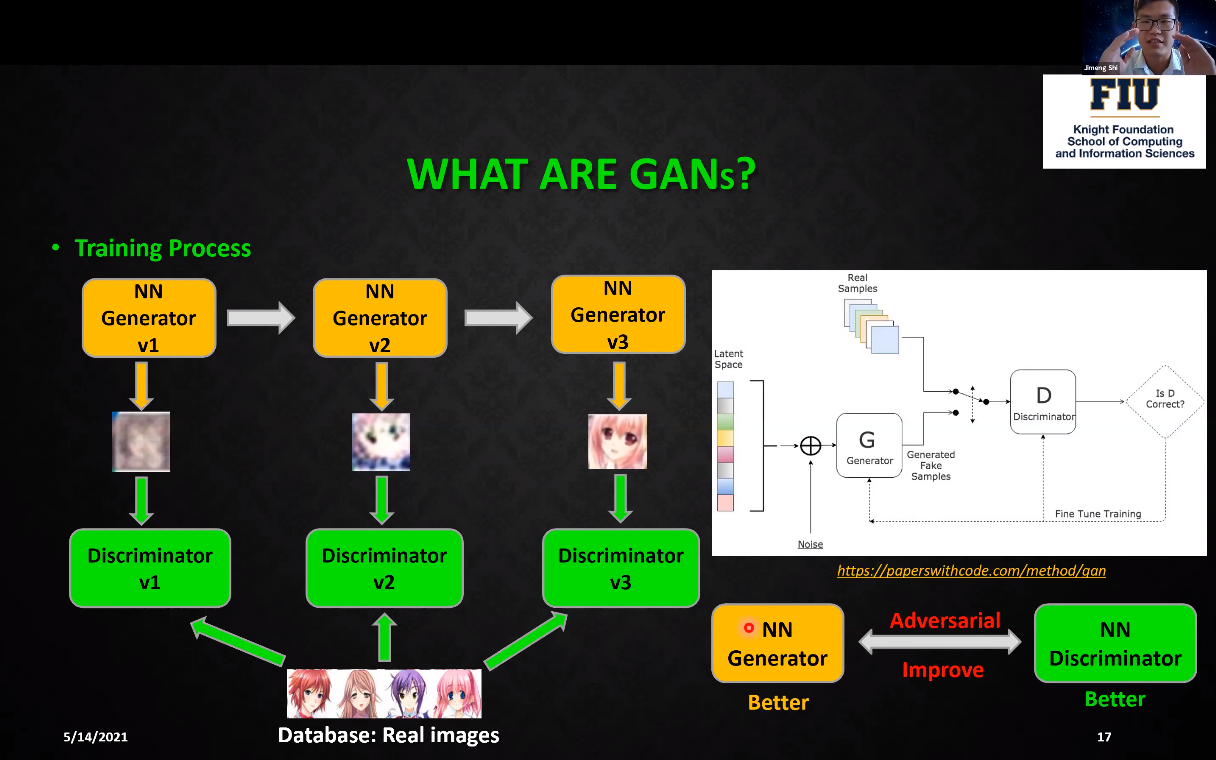 Jimeng Shi
FIU
Knight Foundation
School of Computing
and Information Sciences
WHAT ARE GANs?
• Training Process
NN
Generator
v1
NN
Generator
v2
NN
Generator
v3
Discriminator
v1
Discriminator
v2
Discriminator
v3
Database: Real images
Real
Samples
Latent
Space
G
Generator
Generated
Fake
Samples
D
Discriminator
Is D
Correct?
Fine Tune Training
Noise
https://paperswithcode.com/method/gan
NN
Generator
Better
Adversarial
Improve
NN
Discriminator
Better
5/14/2021
17